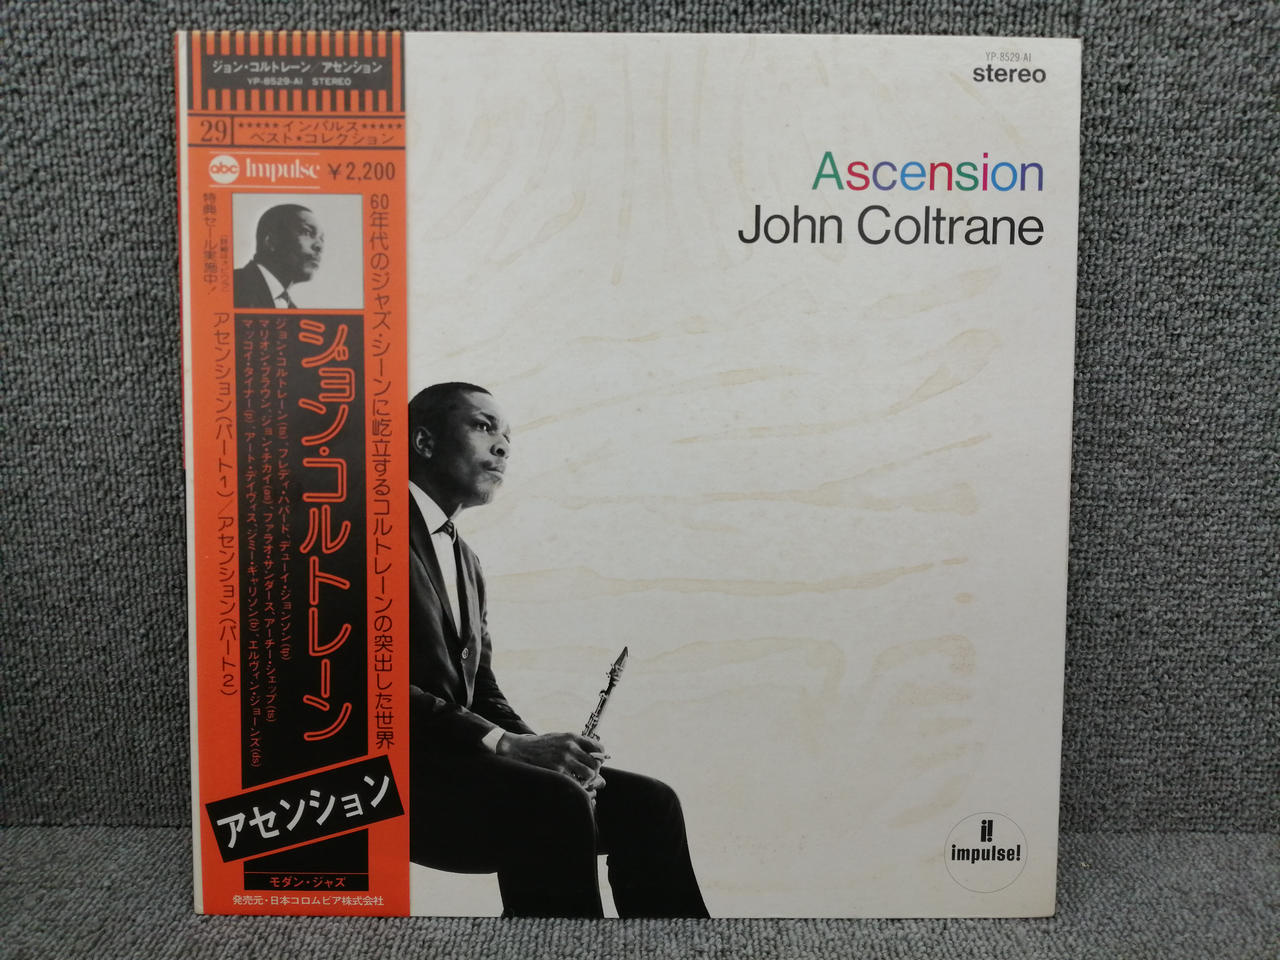 ジョン・コルトレーン／アセンション
YP-8529-AI STEREO
29
★★★★★インパルス★★★★★
ベスト★コレクション
abc Impulse ¥2,200
60年代のジャズ・シーンに屹立するコルトレーンの突出した世界
特典セール実施中!
ジョン・コルトレーン
ジョン・コルトレーン(ts)、フレディ・ハバード、デューイ・ジョンソン(tp)
マリオン・ブラウン、ジョン・チカイ(as)、ファラオ・サンダース、アーチー・シェップ(ts)
マッコイ・タイナー(p)、アート・デイヴィス、ジミー・ギャリソン(b)、エルヴィン・ジョーンズ(ds)
アセンション(パート1)／アセンション(パート2)
アセンション
モダン・ジャズ
発売元・日本コロムビア株式会社
YP-8529-AI
stereo
Ascension
John Coltrane
i!
impulse!